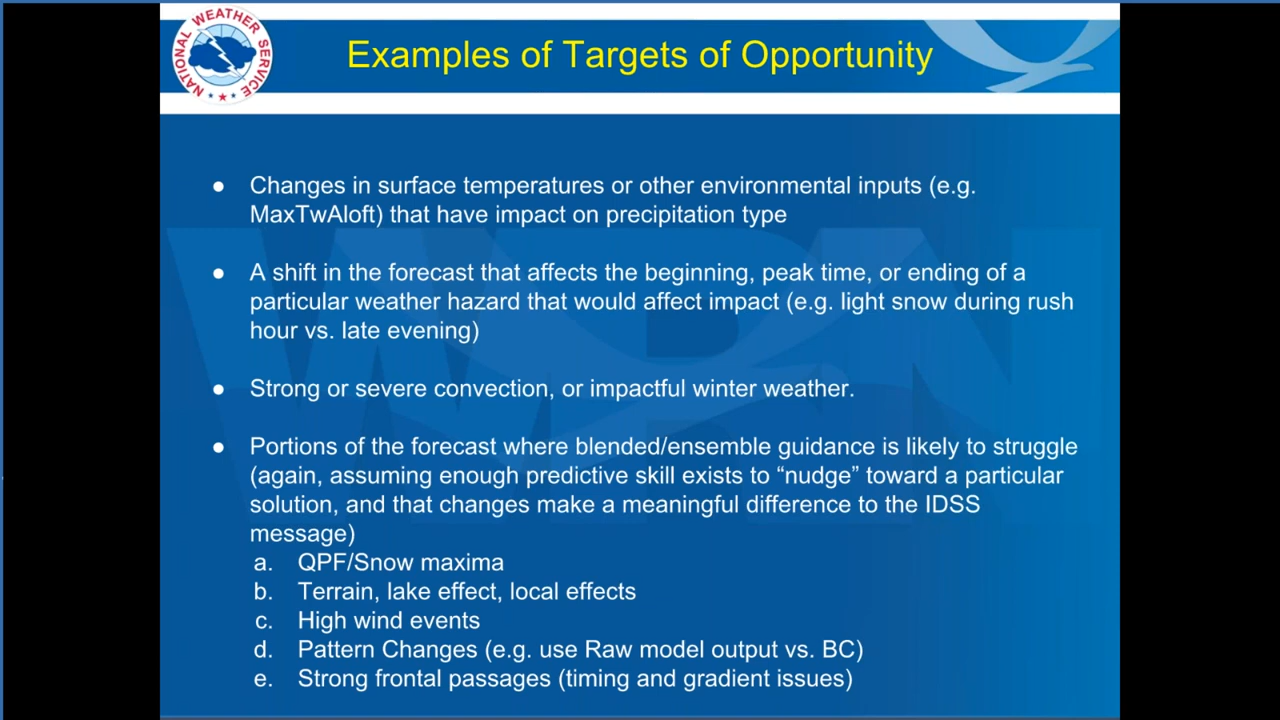 NATIONAL WEATHER SERVICE
Examples of Targets of Opportunity
● Changes in surface temperatures or other environmental inputs (e.g.
MaxTwAloft) that have impact on precipitation type
● A shift in the forecast that affects the beginning, peak time, or ending of a
particular weather hazard that would affect impact (e.g. light snow during rush
hour vs. late evening)
● Strong or severe convection, or impactful winter weather.
● Portions of the forecast where blended/ensemble guidance is likely to struggle
(again, assuming enough predictive skill exists to “nudge” toward a particular
solution, and that changes make a meaningful difference to the IDSS
message)
a. QPF/Snow maxima
b. Terrain, lake effect, local effects
c. High wind events
d. Pattern Changes (e.g. use Raw model output vs. BC)
e. Strong frontal passages (timing and gradient issues)
WRN